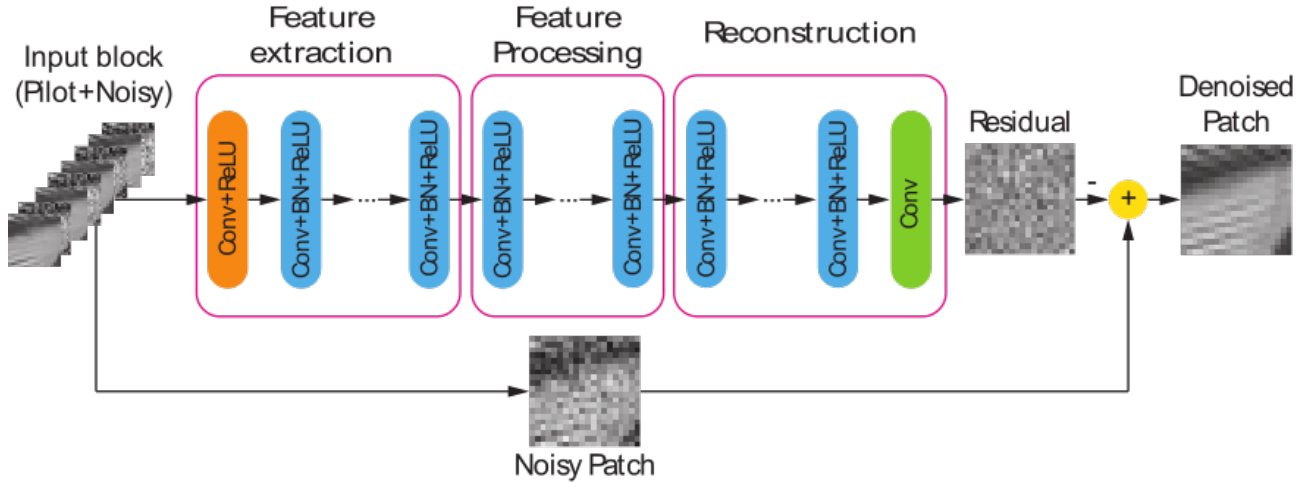 Input block
(Pilot+Noisy)
Feature
extraction
Feature
Processing
Reconstruction
Conv+ReLU
Conv+BN+ReLU
...
Conv+BN+ReLU
Conv+BN+ReLU
...
Conv+BN+ReLU
Conv+BN+ReLU
...
Conv+BN+ReLU
Conv
Residual
-
+
Denoised
Patch
Noisy Patch